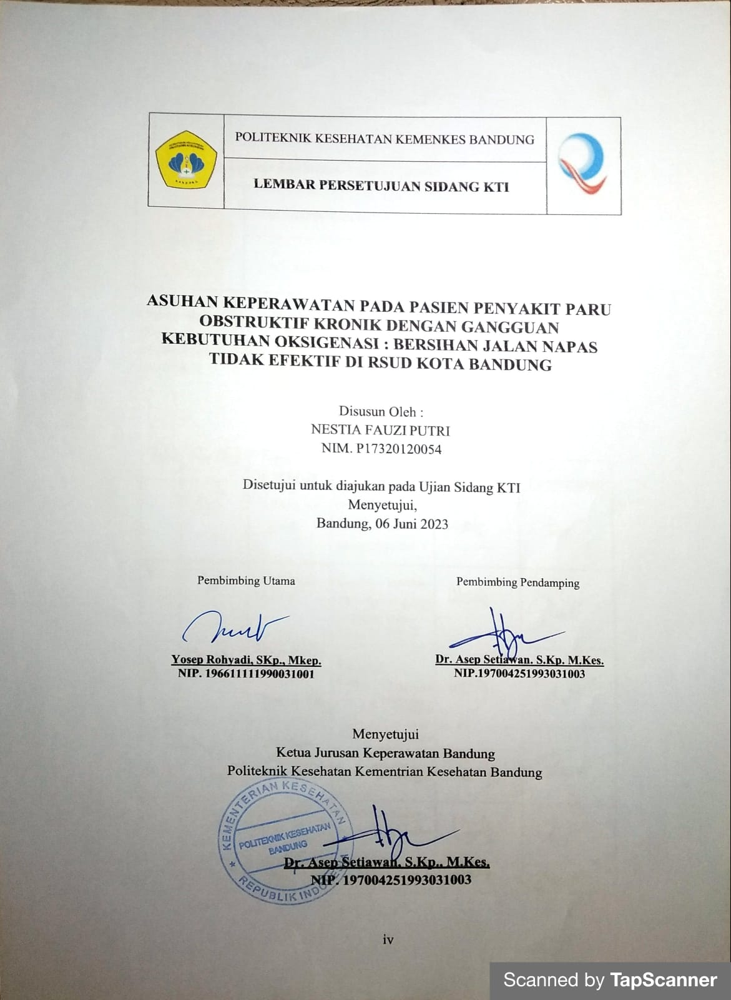 POLITEKNIK KESEHATAN KEMENKES BANDUNG
LEMBAR PERSETUJUAN SIDANG KTI
ASUHAN KEPERAWATAN PADA PASIEN PENYAKIT PARU
OBSTRUKTIF KRONIK DENGAN GANGGUAN
KEBUTUHAN OKSIGENASI : BERSIHAN JALAN NAPAS
TIDAK EFEKTIF DI RSUD KOTA BANDUNG
Disusun Oleh :
NESTIA FAUZI PUTRI
NIM. P17320120054
Disetujui untuk diajukan pada Ujian Sidang KTI
Menyetujui,
Bandung, 06 Juni 2023
Pembimbing Utama
Pembimbing Pendamping
Yosep Rohyadi, SKp., Mkep.
NIP. 196611111990031001
Dr. Asep Setiawan. S.Kp. M.Kes.
NIP.197004251993031003
Menyetujui
Ketua Jurusan Keperawatan Bandung
Politeknik Kesehatan Kementrian Kesehatan Bandung
KEMENTERIAN KESEHATAN
POLITEKNIK KESEHATAN
BANDUNG
REPUBLIK INDONESIA
Dr. Asep Setiawan, S.Kp., M.Kes.
NIP. 197004251993031003
iv
Scanned by TapScanner